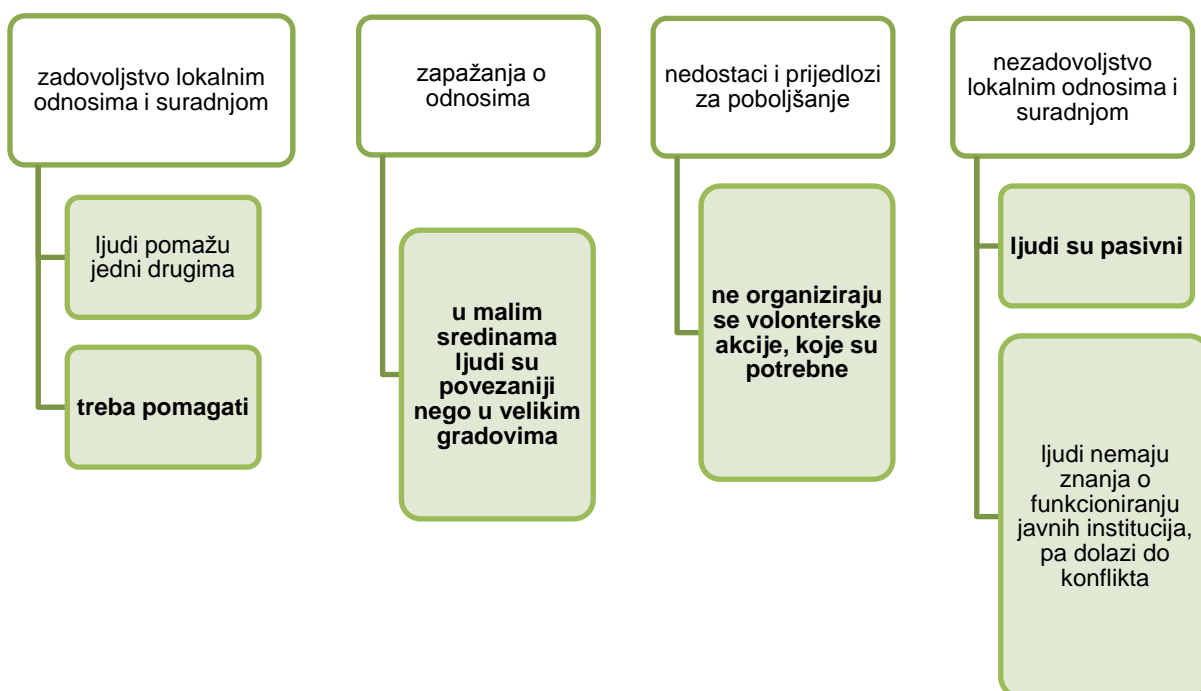 zadovoljstvo lokalnim
odnosima i suradnjom
ljudi pomažu
jedni drugima
treba pomagati
zapažanja o
odnosima
u malim
sredinama
ljudi su
povezaniji
nego u velikim
gradovima
nedostaci i prijedlozi
za poboljšanje
ne organiziraju
se volonterske
akcije, koje su
potrebne
nezadovoljstvo
lokalnim odnosima i
suradnjom
ljudi su pasivni
ljudi nemaju
znanja o
funkcioniranju
javnih institucija,
pa dolazi do
konflikta